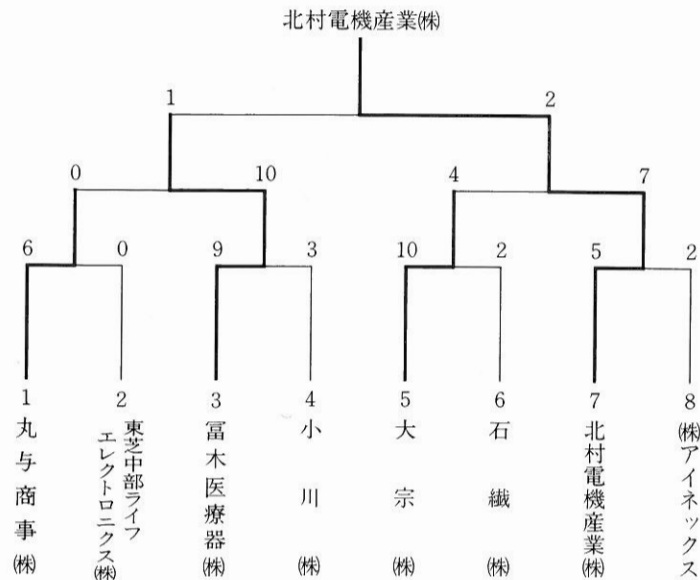 北村電機産業㈱
1 2
0 10 4 7
6 0 9 3 10 2 5 2
1 2 3 4 5 6 7 8
丸与商事㈱
東芝中部ライフ
エレクトロニクス㈱
冨木医療器㈱
小川㈱
大宗㈱
石繊㈱
北村電機産業㈱
㈱アイネックス